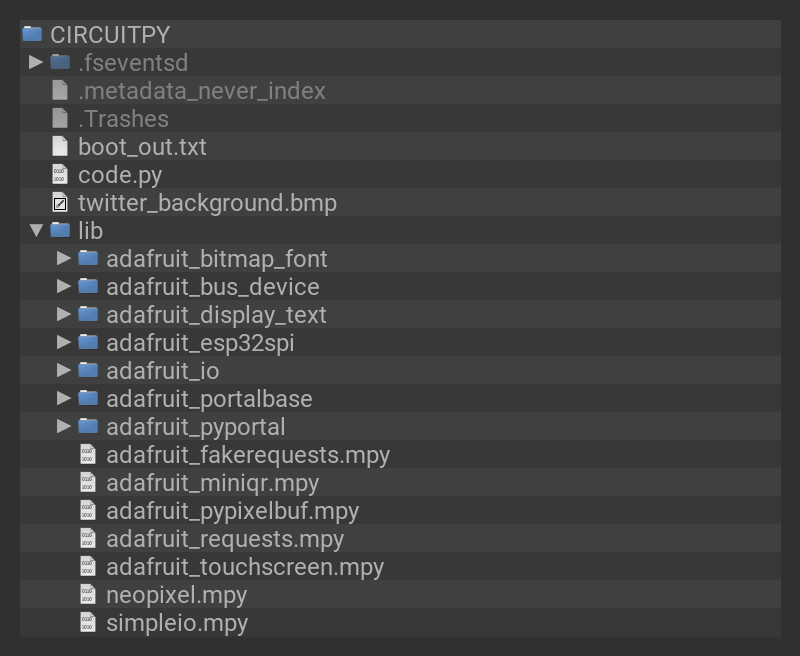 CIRCUITPY
.fseventsd
.metadata_never_index
.Trashes
boot_out.txt
code.py
twitter_background.bmp
lib
adafruit_bitmap_font
adafruit_bus_device
adafruit_display_text
adafruit_esp32spi
adafruit_io
adafruit_portalbase
adafruit_pyportal
adafruit_fakerequests.mpy
adafruit_miniqr.mpy
adafruit_pypixelbuf.mpy
adafruit_requests.mpy
adafruit_touchscreen.mpy
neopixel.mpy
simpleio.mpy